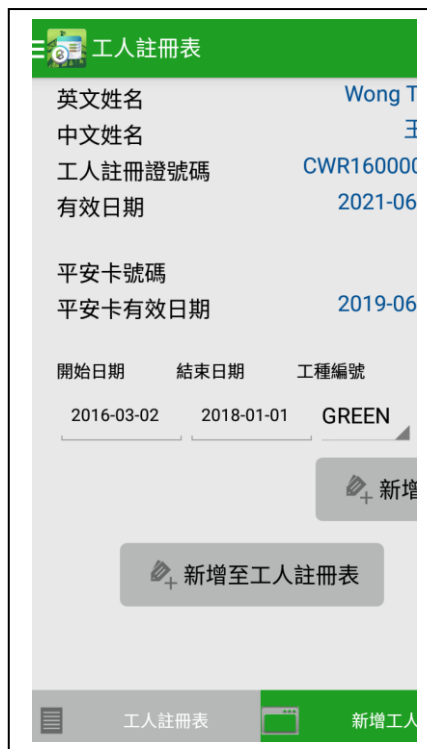 工人註冊表
英文姓名 Wong T
中文姓名 王
工人註冊證號碼 CWR160000
有效日期 2021-06
平安卡號碼
平安卡有效日期 2019-06
開始日期 結束日期 工種編號
2016-03-02 2018-01-01 GREEN
新增
新增至工人註冊表
工人註冊表 新增工人